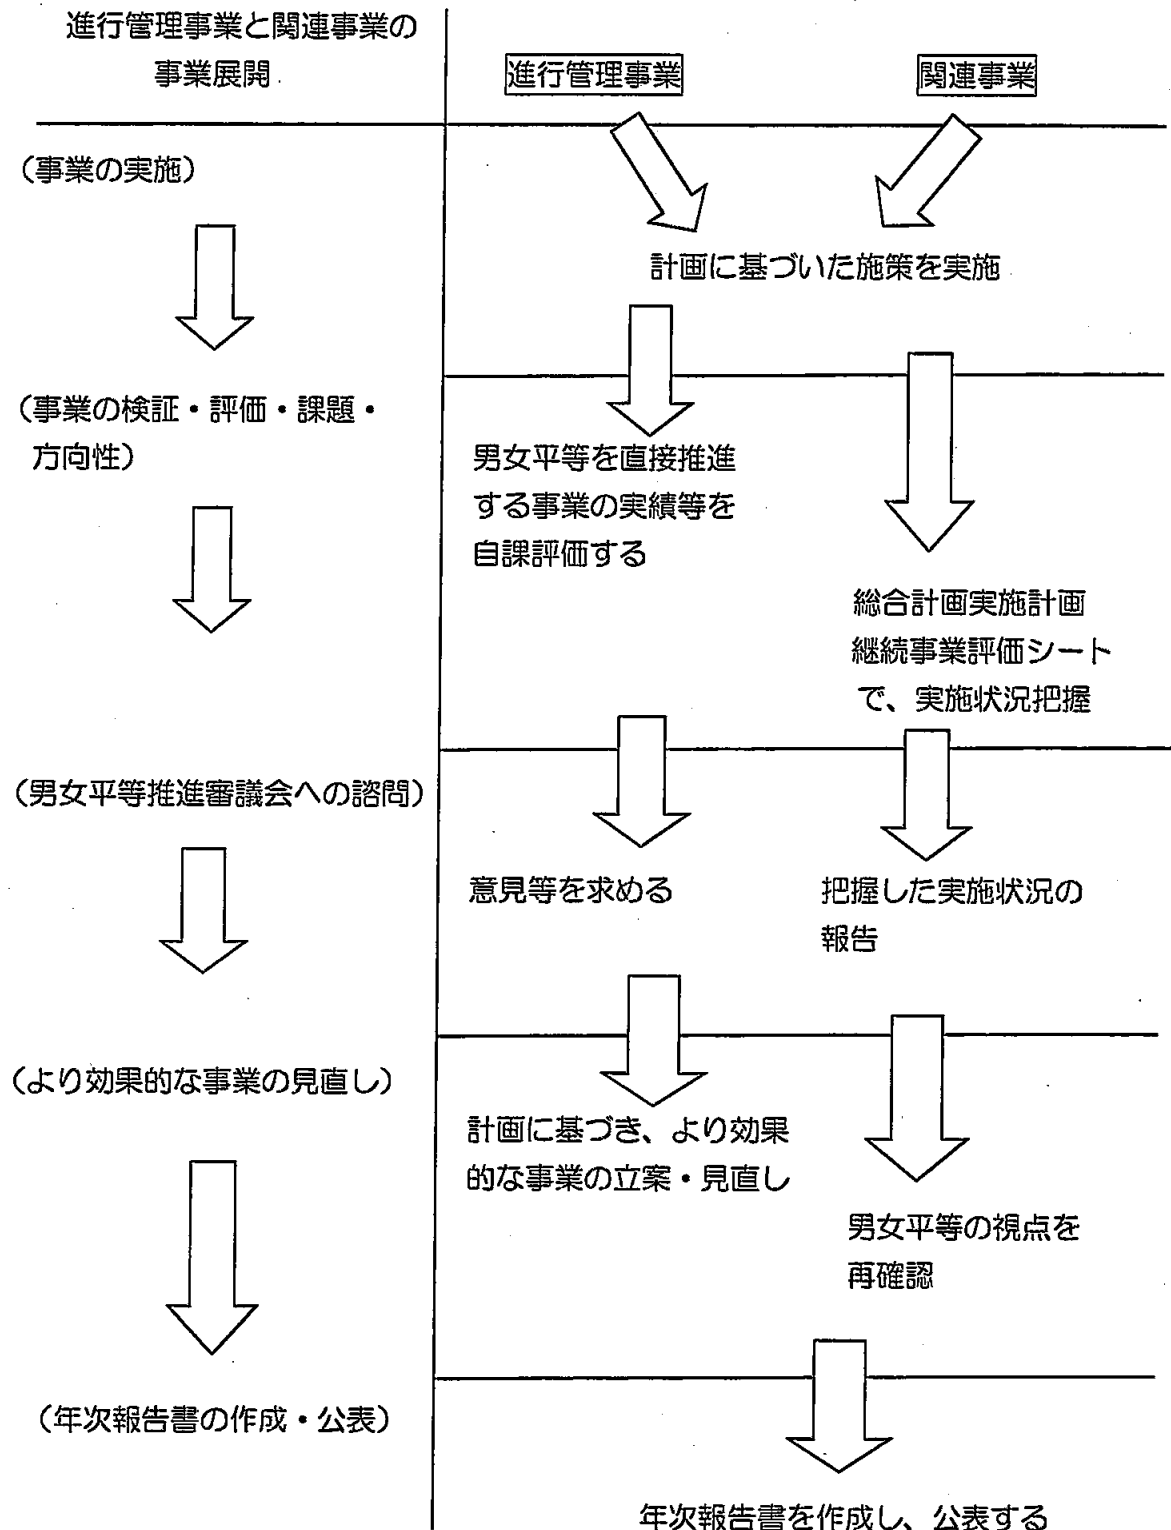 進行管理事業と関連事業の
事業展開
進行管理事業
関連事業
（事業の実施）
計画に基づいた施策を実施
（事業の検証・評価・課題・
方向性）
男女平等を直接推進
する事業の実績等を
自課評価する
総合計画実施計画
継続事業評価シート
で、実施状況把握
（男女平等推進審議会への諮問）
意見等を求める
把握した実施状況の
報告
（より効果的な事業の見直し）
計画に基づき、より効果
的な事業の立案・見直し
男女平等の視点を
再確認
（年次報告書の作成・公表）
年次報告書を作成し、公表する